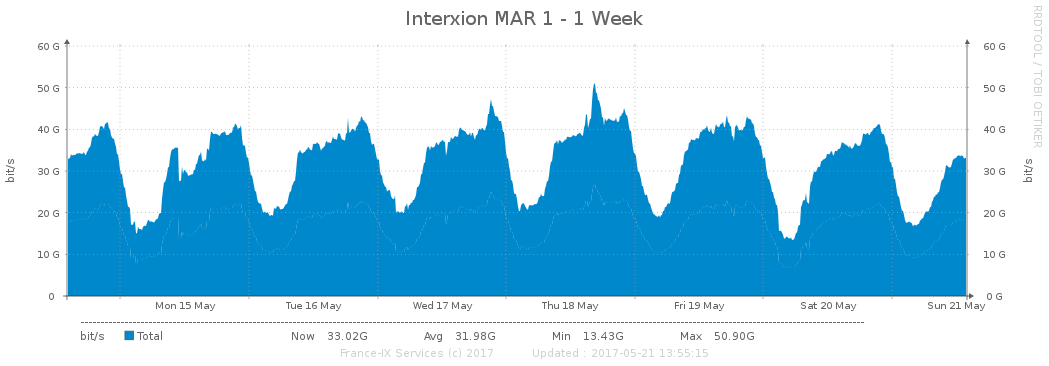 Interxion MAR 1 - 1 Week
RRDTOOL / TOBI OETIKER
60 G 60 G
50 G 50 G
40 G 40 G
30 G 30 G
20 G 20 G
10 G 10 G
0 0 G
bit/s
bit/s
Mon 15 May Tue 16 May Wed 17 May Thu 18 May Fri 19 May Sat 20 May Sun 21 May
bit/s Total Now 33.02G Avg 31.98G Min 13.43G Max 50.90G
France-IX Services (c) 2017 Updated : 2017-05-21 13:55:15